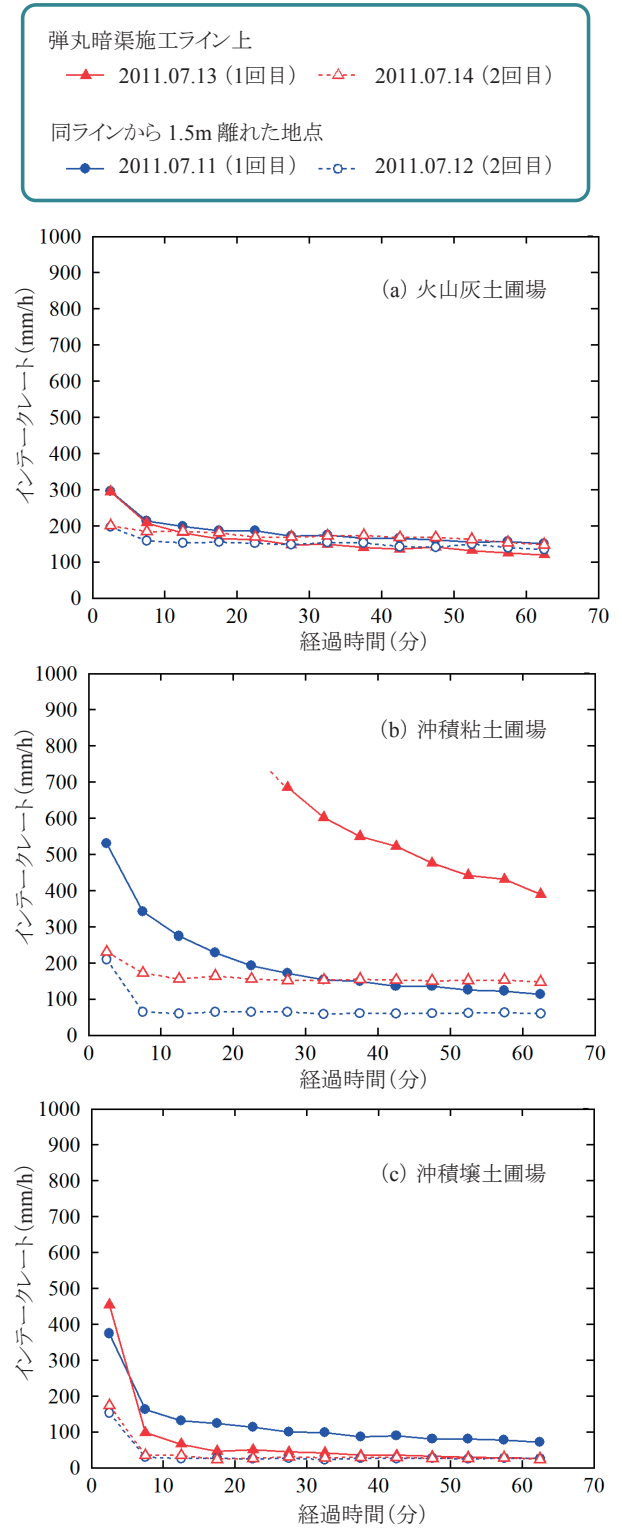 弾丸暗渠施工ライン上
2011.07.13 (1回目) 2011.07.14 (2回目)
同ラインから 1.5m 離れた地点
2011.07.11 (1回目) 2011.07.12 (2回目)
1000
900
800
700
600
500
400
300
200
100
0
インテークレート(mm/h)
(a) 火山灰土圃場
0 10 20 30 40 50 60 70
経過時間(分)
1000
900
800
700
600
500
400
300
200
100
0
インテークレート(mm/h)
(b) 沖積粘土圃場
0 10 20 30 40 50 60 70
経過時間(分)
1000
900
800
700
600
500
400
300
200
100
0
インテークレート(mm/h)
(c) 沖積壌土圃場
0 10 20 30 40 50 60 70
経過時間(分)